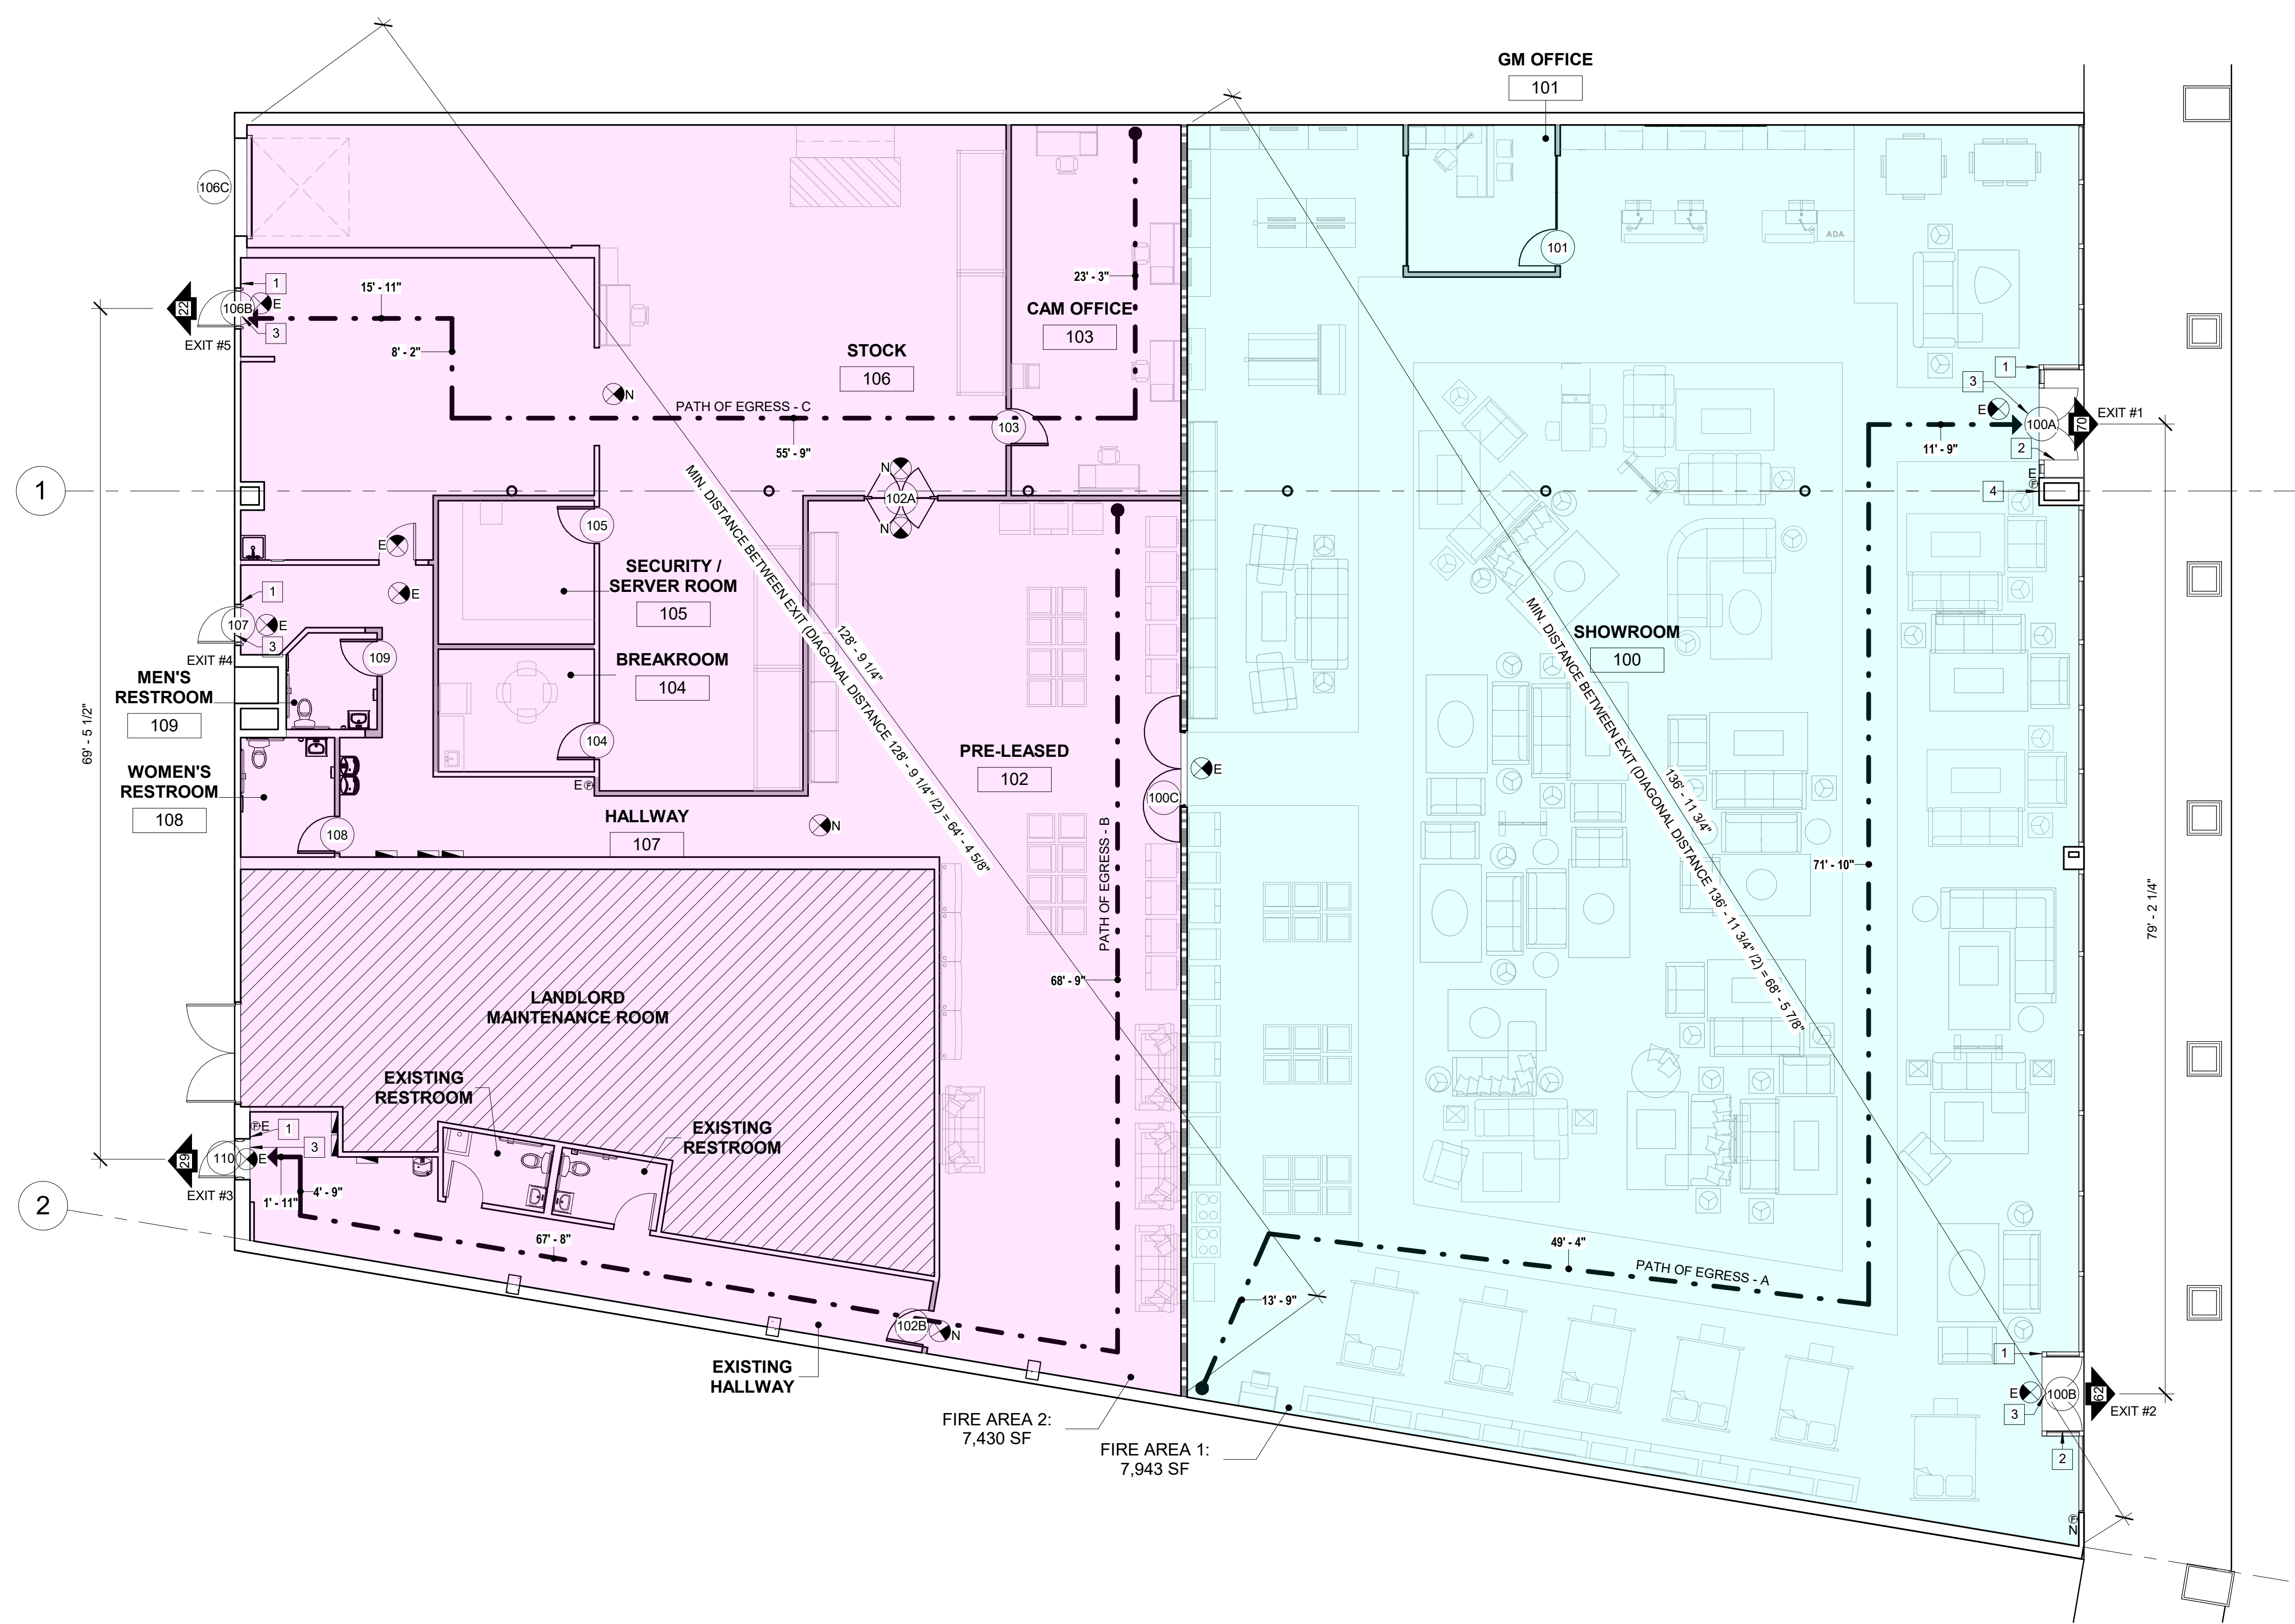 GM OFFICE
101
106C
101
ADA
1
15' - 11"
23' - 3"
22
106B
E
3
EXIT #5
8' - 2"
CAM OFFICE
103
STOCK
106
N
PATH OF EGRESS - C
55' - 9"
103
1
3
E
100A
70
EXIT #1
11' - 9"
2
E
F
4
1
N
102A
N
105
E
E
SECURITY /
SERVER ROOM
105
1
107
E
3
EXIT #4
109
MEN'S
RESTROOM
109
BREAKROOM
104
104
WOMEN'S
RESTROOM
108
108
E F
HALLWAY
107
N
69' - 5 1/2"
MIN. DISTANCE BETWEEN EXIT (DIAGONAL DISTANCE 128' - 9 1/4" /2) = 64' - 4 5/8"
128' - 9 1/4"
PRE-LEASED
102
100C
E
PATH OF EGRESS - B
68' - 9"
SHOWROOM
100
MIN. DISTANCE BETWEEN EXIT (DIAGONAL DISTANCE 136' - 11 3/4" /2) = 68' - 5 7/8"
136' - 11 3/4"
71' - 10"
79' - 2 1/4"
LANDLORD
MAINTENANCE ROOM
EXISTING
RESTROOM
EXISTING
RESTROOM
F E
1
3
29
110
E
EXIT #3
1' - 11"
4' - 9"
2
67' - 8"
102B
N
EXISTING
HALLWAY
49' - 4"
PATH OF EGRESS - A
13' - 9"
1
E
100B
62
3
EXIT #2
2
F
N
FIRE AREA 2:
7,430 SF
FIRE AREA 1:
7,943 SF